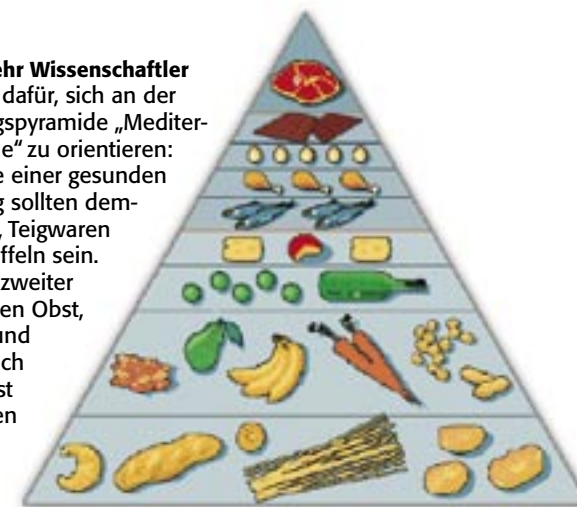 ehr Wissenschaftler
dafür, sich an der
gspyramide „Mediter-
e“ zu orientieren:
e einer gesunden
g sollten dem-
, Teigwaren
ffeln sein.
zweiter
en Obst,
und
ch
st
en